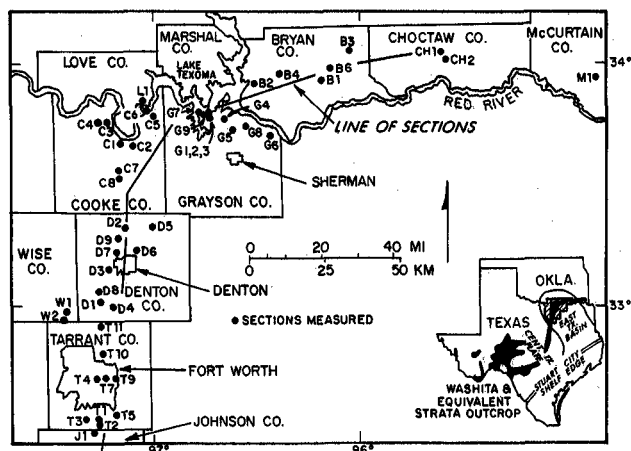 MARSHAL CO.
BRYAN CO.
CHOCTAW CO.
McCURTAIN CO.
LOVE CO.
LAKE TEXOMA
B3
CH1
CH2
34°
B2
B4
B6
B1
M1
L1
C6
C5
G7
G4
RED RIVER
LINE OF SECTIONS
C4
C3
G9
G5
G8
G6
C1
C2
G1,2,3
C7
C8
SHERMAN
COOKE CO.
GRAYSON CO.
D2
D5
WISE CO.
D9
D7
D6
0 20 40 MI
0 50 KM
D3
DENTON
D8
DENTON CO.
D1
D4
W1
W2
SECTIONS MEASURED
33°
OKLA.
TEXAS
EAST TX BASIN
STUART CITY SHELF EDGE
WASHITA & EQUIVALENT STRATA OUTCROP
T11
TARRANT CO.
T10
FORT WORTH
T4
T7
T9
T1
T5
T3
T2
J1
JOHNSON CO.
97°
96°